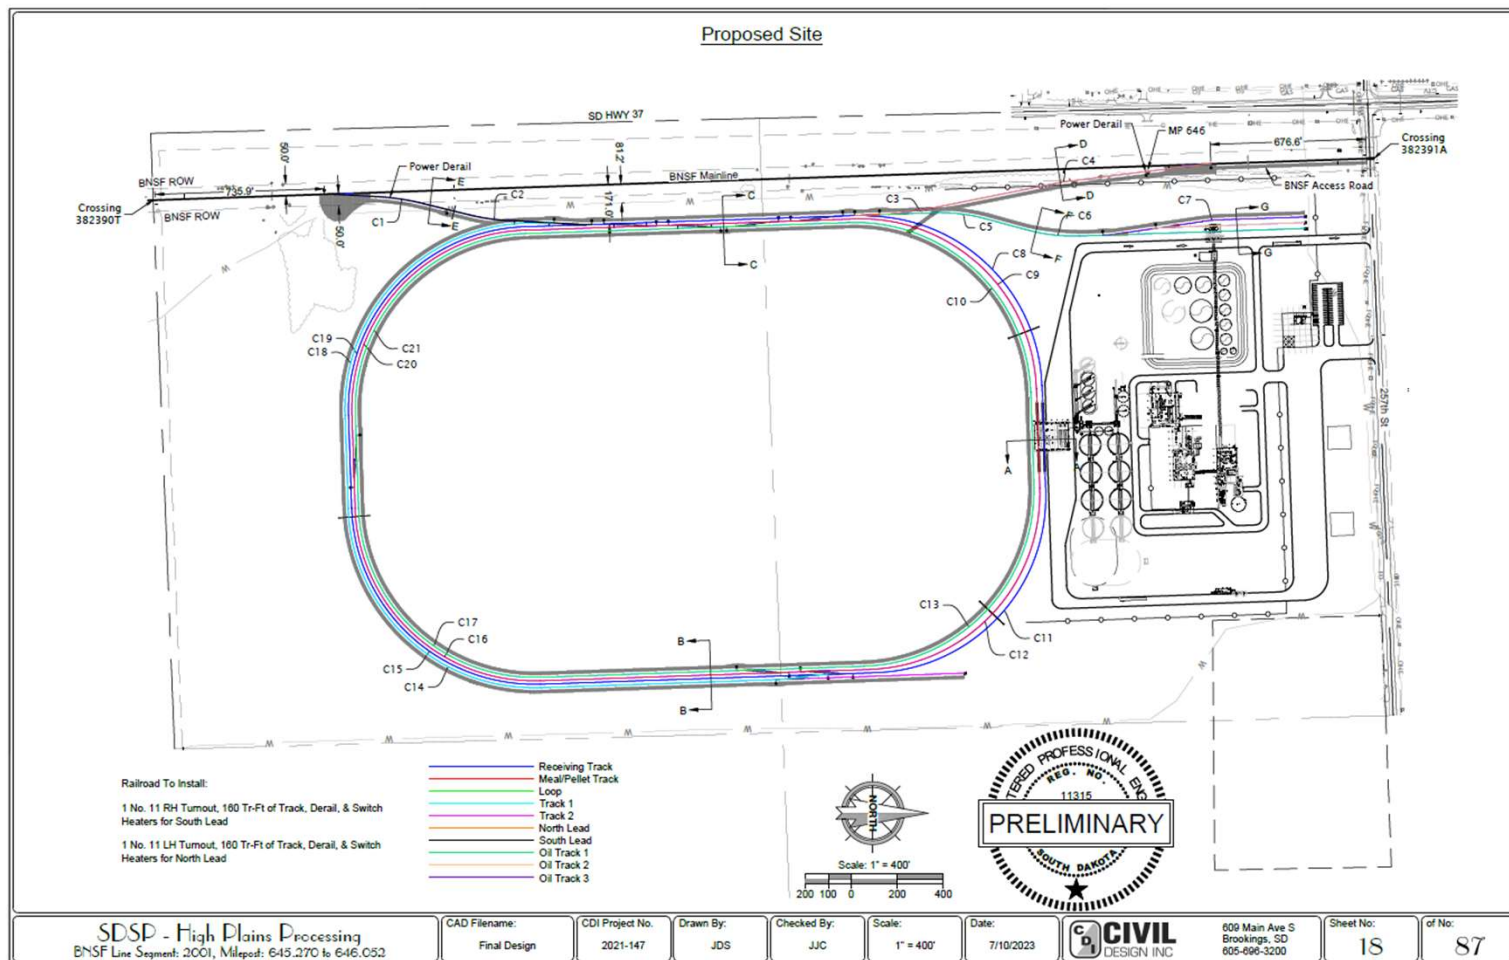 Proposed Site
SD HWY 37
BNSF ROW
735.9'
50.0'
Crossing
382390T
BNSF ROW
50.0'
Power Derail
E
E
C1
C2
81.2'
171.0'
BNSF Mainline
C
C
Power Derail
MP 646
D
C4
D
C3
676.6'
Crossing
382391A
BNSF Access Road
C5
F
C6
F
C7
G
G
C8
C9
C10
C19
C18
C21
C20
A
A
257th St
C13
C11
C12
C17
C16
C15
C14
B
B
W
W
W
W
W
W
W
W
Railroad To Install:
1 No. 11 RH Turnout, 160 Tr-Ft of Track, Derail, & Switch
Heaters for South Lead
1 No. 11 LH Turnout, 160 Tr-Ft of Track, Derail, & Switch
Heaters for North Lead
Receiving Track
Meal/Pellet Track
Loop
Track 1
Track 2
North Lead
South Lead
Oil Track 1
Oil Track 2
Oil Track 3
NORTH
Scale: 1" = 400'
200 100 0 200 400
REG. NO.
11315
PRELIMINARY
SOUTH DAKOTA
SDSP - High Plains Processing
BNSF Line Segment: 2001, Milepost: 645.270 to 646.052
CAD Filename:
Final Design
CDI Project No.
2021-147
Drawn By:
JDS
Checked By:
JJC
Scale:
1" = 400'
Date:
7/10/2023
CDI
CIVIL
DESIGN INC
609 Main Ave S
Brookings, SD
605-696-3200
Sheet No:
18
of No:
87